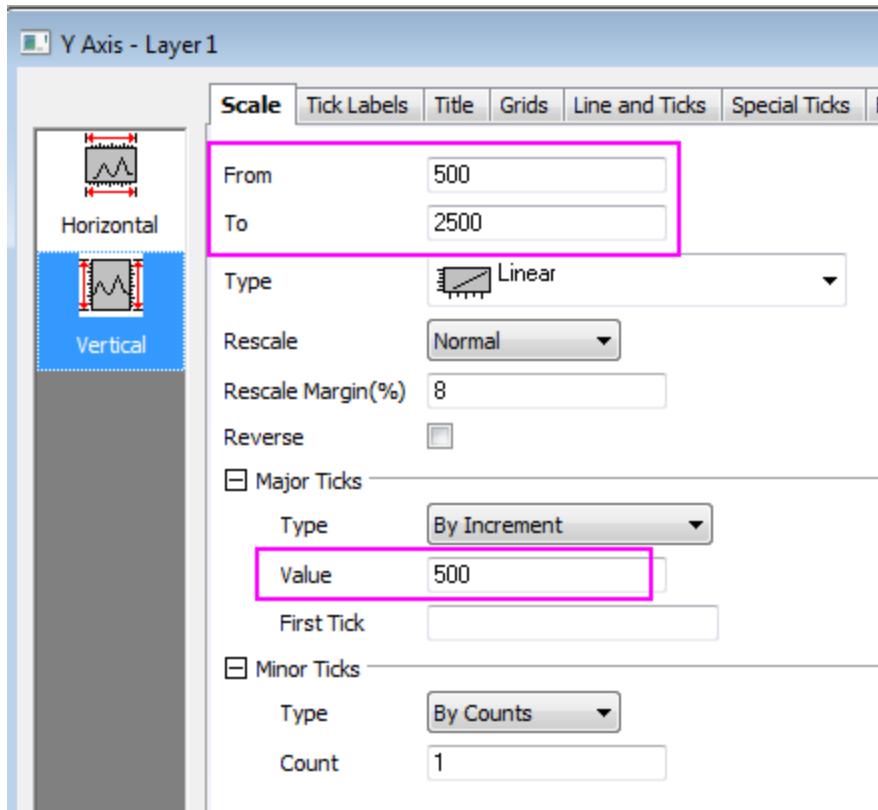 Y Axis - Layer 1
Scale Tick Labels Title Grids Line and Ticks Special Ticks
Horizontal
Vertical
From 500
To 2500
Type Linear
Rescale Normal
Rescale Margin(%) 8
Reverse
Major Ticks
Type By Increment
Value 500
First Tick
Minor Ticks
Type By Counts
Count 1